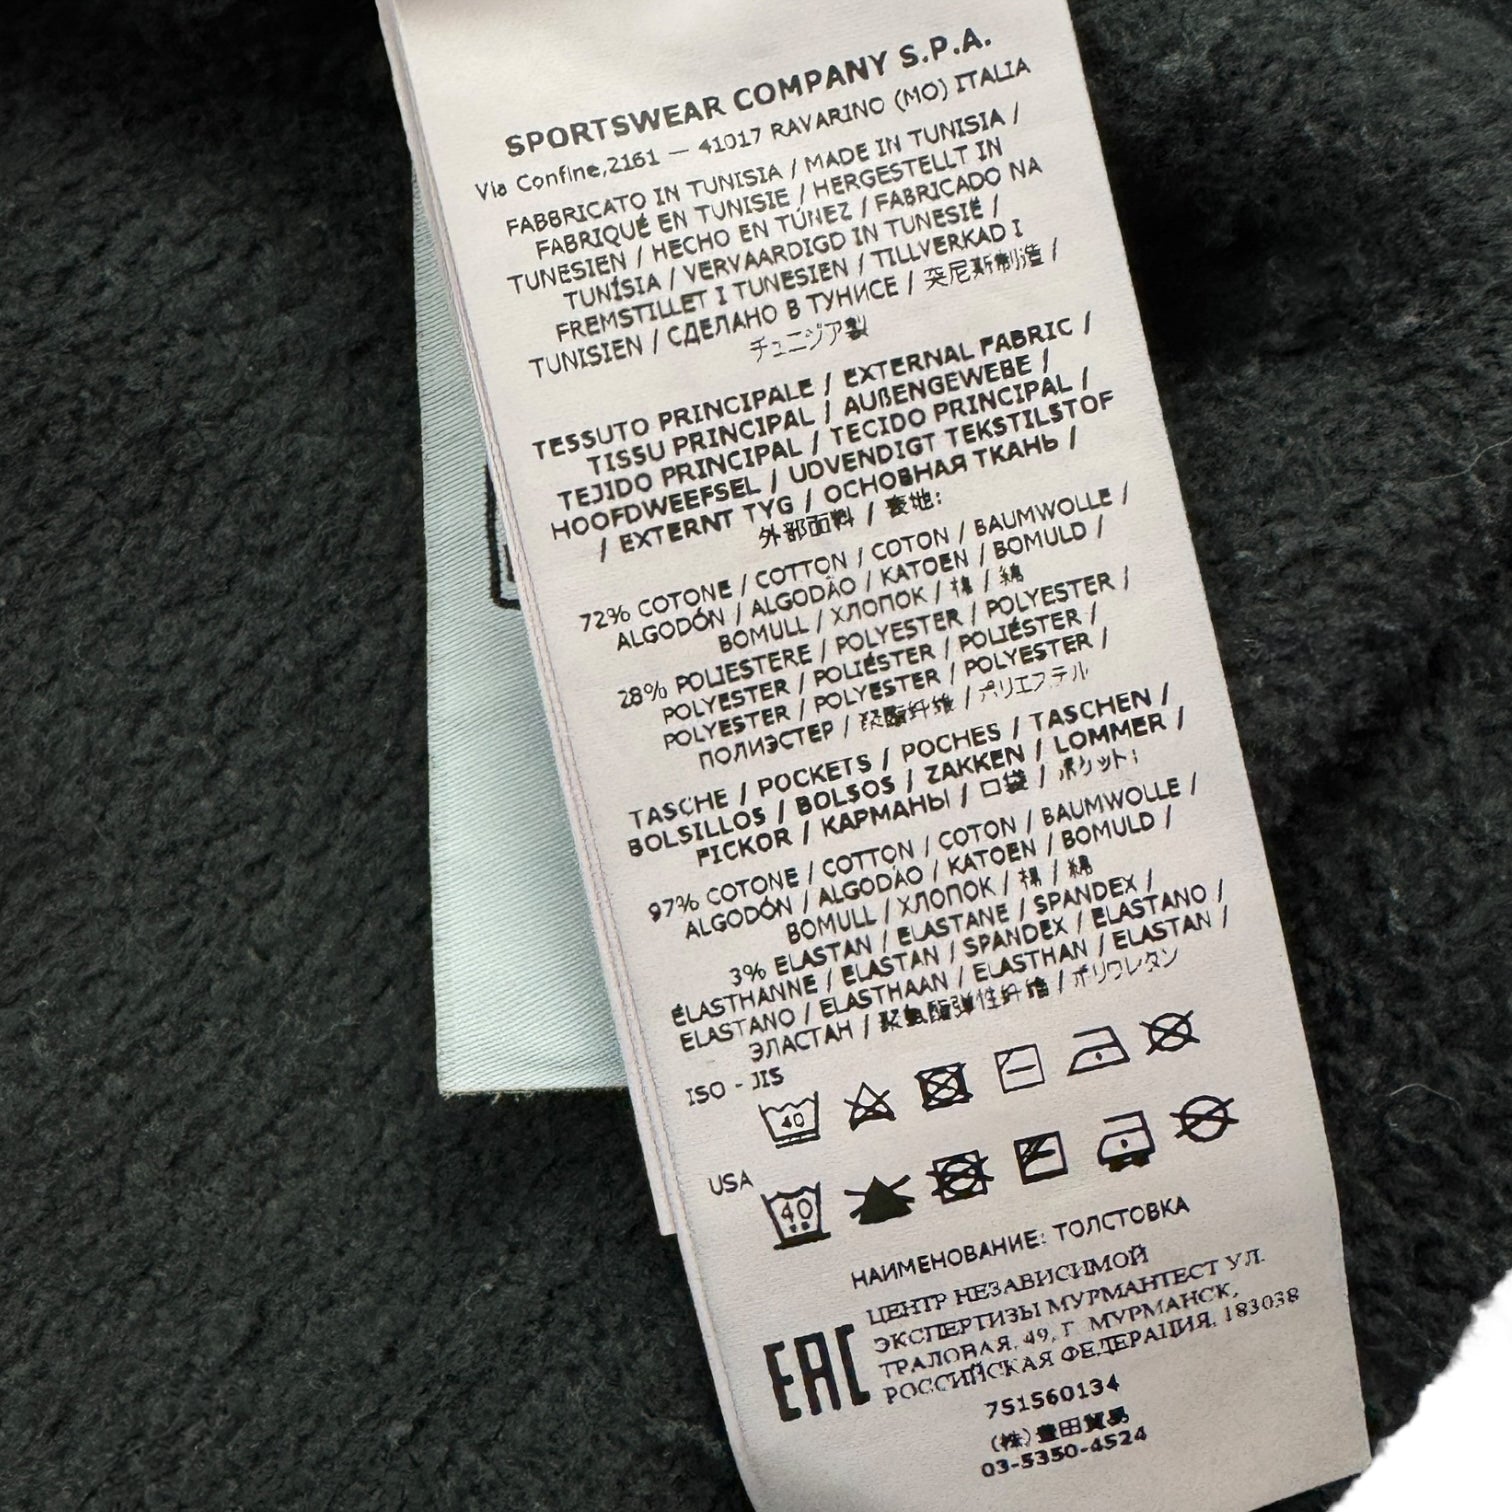 SPORTSWEAR COMPANY S.P.A.
Via Confine,2161 — 41017 RAVARINO (MO) ITALIA
FABBRICATO IN TUNISIA / MADE IN TUNISIA /
FABRIQUÉ EN TUNISIE / HERGESTELLT IN
TUNESIEN / HECHO EN TÚNEZ / FABRICADO NA
TUNÍSIA / VERVAARDIGD IN TUNESIË /
FREMSTILLET I TUNESIEN / TILLVERKAD I
TUNISIEN / СДЕЛАНО В ТУНИСЕ / 突尼斯制造 /
チュニジア製
TESSUTO PRINCIPALE / EXTERNAL FABRIC /
TISSU PRINCIPAL / AUßENGEWEBE /
TEJIDO PRINCIPAL / TECIDO PRINCIPAL /
HOOFDWEEFSEL / UDVENDIGT TEKSTILSTOF
/ EXTERNT TYG / ОСНОВНАЯ ТКАНЬ /
外部面料 / 表地:
72% COTONE / COTTON / COTON / BAUMWOLLE /
ALGODÓN / ALGODÃO / KATOEN / BOMULD /
BOMULL / ХЛОПОК / 棉 / 綿
28% POLIESTERE / POLYESTER / POLYESTER /
POLYESTER / POLIÉSTER / POLIÉSTER /
POLYESTER / POLYESTER / POLYESTER /
ПОЛИЭСТЕР / 聚酯纤维 / ポリエステル
TASCHE / POCKETS / POCHES / TASCHEN /
BOLSILLOS / BOLSOS / ZAKKEN / LOMMER /
FICKOR / КАРМАНЫ / 口袋 / ポケット:
97% COTONE / COTTON / COTON / BAUMWOLLE /
ALGODÓN / ALGODÃO / KATOEN / BOMULD /
BOMULL / ХЛОПОК / 棉 / 綿
3% ELASTAN / ELASTANE / SPANDEX /
ÉLASTHANNE / ELASTAN / SPANDEX / ELASTANO /
ELASTANO / ELASTHAAN / ELASTHAN / ELASTAN /
ЭЛАСТАН / 聚氨酯弹性纤维 / ポリウレタン
ISO - JIS
40
USA
40
НАИМЕНОВАНИЕ: ТОЛСТОВКА
EAC
ЦЕНТР НЕЗАВИСИМОЙ
ЭКСПЕРТИЗЫ МУРМАНТЕСТ УЛ.
ТРАЛОВАЯ, 49, Г. МУРМАНСК,
РОССИЙСКАЯ ФЕДЕРАЦИЯ, 183038
751560134
(株)豊田貿易
03-5350-4524